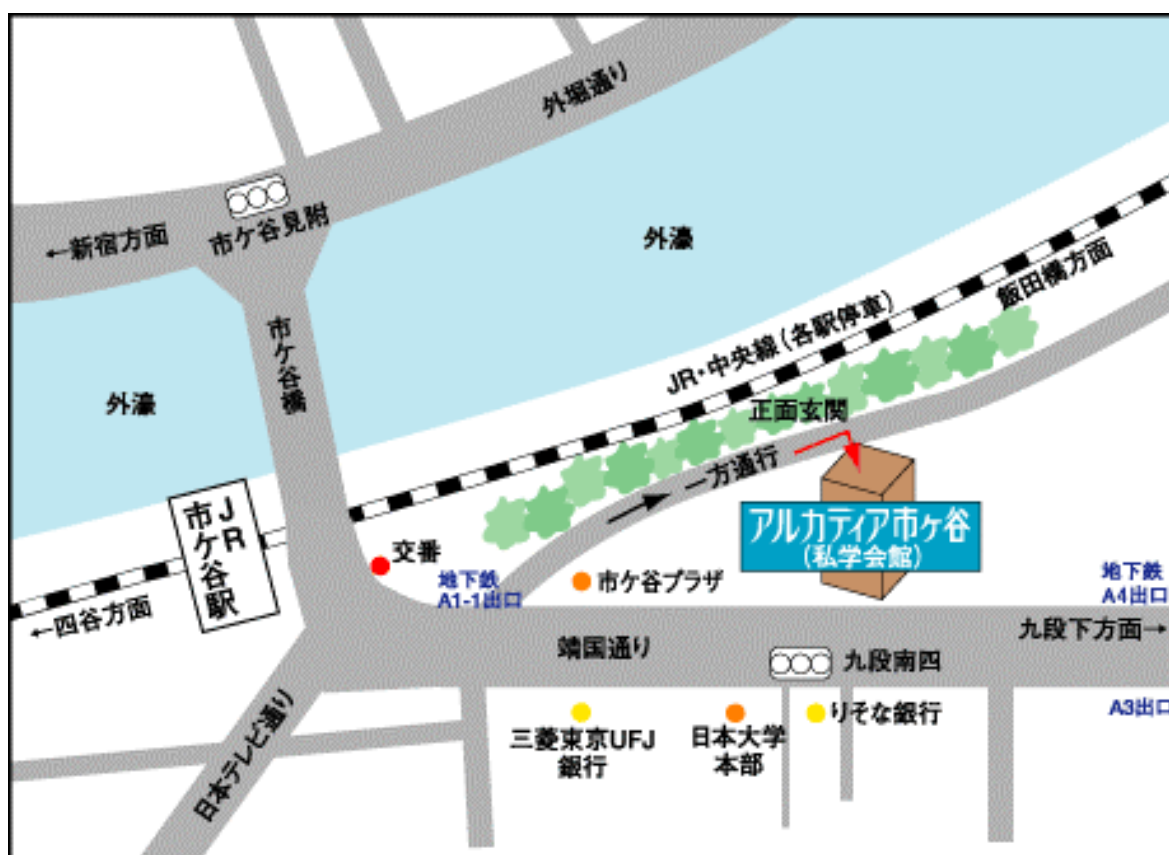 外堀通り
市ケ谷見附
←新宿方面
外濠
飯田橋方面
市ケ谷橋
JR・中央線(各駅停車)
外濠
正面玄関
一方通行
アルカディア市ヶ谷
(私学会館)
JR
市ケ谷駅
交番
地下鉄
A1-1出口
市ケ谷プラザ
地下鉄
A4出口
←四谷方面
九段下方面→
靖国通り
九段南四
A3出口
日本テレビ通り
三菱東京UFJ
銀行
日本大学
本部
りそな銀行